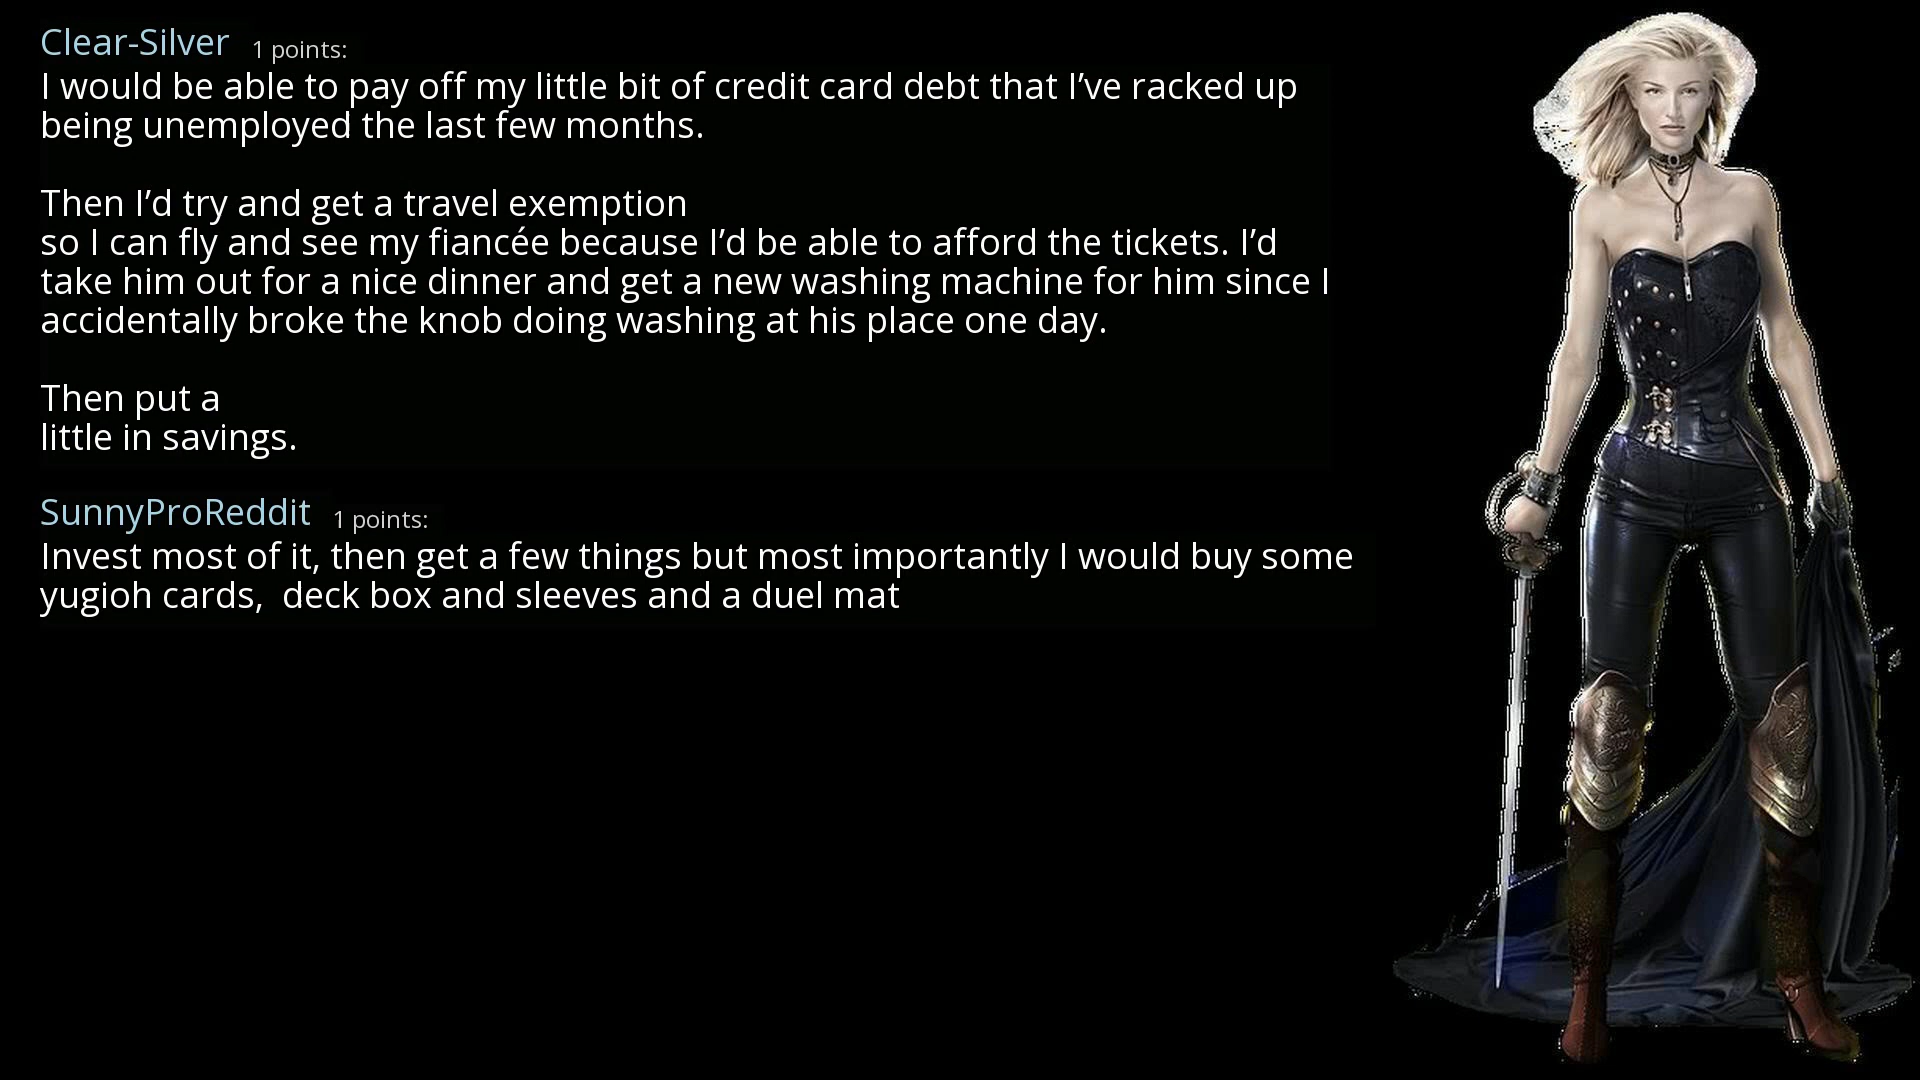 Clear-Silver 1 points:
I would be able to pay off my little bit of credit card debt that I’ve racked up
being unemployed the last few months.
Then I’d try and get a travel exemption
so I can fly and see my fiancée because I’d be able to afford the tickets. I’d
take him out for a nice dinner and get a new washing machine for him since I
accidentally broke the knob doing washing at his place one day.
Then put a
little in savings.
SunnyProReddit 1 points:
Invest most of it, then get a few things but most importantly I would buy some
yugioh cards,  deck box and sleeves and a duel mat